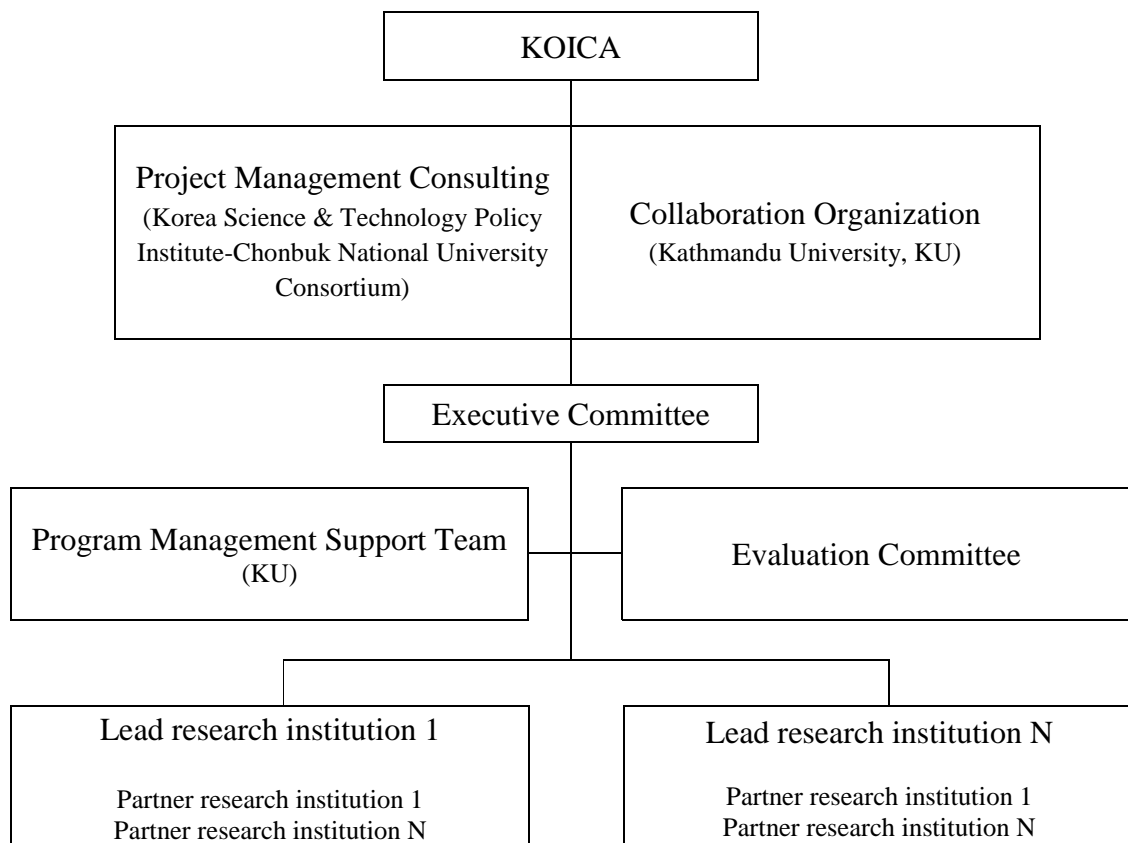 KOICA
Project Management Consulting
(Korea Science & Technology Policy
Institute-Chonbuk National University
Consortium)
Collaboration Organization
(Kathmandu University, KU)
Executive Committee
Program Management Support Team
(KU)
Evaluation Committee
Lead research institution 1
Partner research institution 1
Partner research institution N
Lead research institution N
Partner research institution 1
Partner research institution N